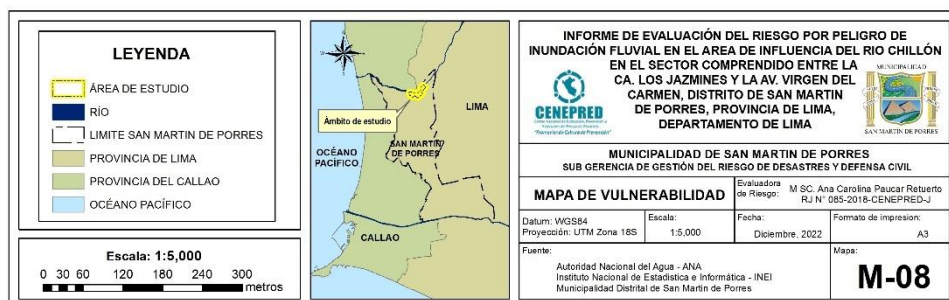 LEYENDA
ÁREA DE ESTUDIO
RÍO
LIMITE SAN MARTIN DE PORRES
PROVINCIA DE LIMA
PROVINCIA DEL CALLAO
OCÉANO PACÍFICO
Escala: 1:5,000
0 30 60 120 180 240 300
metros
LIMA
Ámbito de estudio
OCÉANO
PACÍFICO
SAN MARTÍN
DE PORRES
CALLAO
INFORME DE EVALUACIÓN DEL RIESGO POR PELIGRO DE
INUNDACIÓN FLUVIAL EN EL AREA DE INFLUENCIA DEL RIO CHILLÓN
EN EL SECTOR COMPRENDIDO ENTRE LA
CA. LOS JAZMINES Y LA AV. VIRGEN DEL
CARMEN, DISTRITO DE SAN MARTIN
DE PORRES, PROVINCIA DE LIMA,
DEPARTAMENTO DE LIMA
CENEPRED
MUNICIPALIDAD
SAN MARTIN DE PORRES
MUNICIPALIDAD DE SAN MARTIN DE PORRES
SUB GERENCIA DE GESTIÓN DEL RIESGO DE DESASTRES Y DEFENSA CIVIL
MAPA DE VULNERABILIDAD
Evaluadora
de Riesgo:
M SC. Ana Carolina Paucar Retuerto
RJ N° 085-2018-CENEPRED-J
Datum: WGS84
Proyección: UTM Zona 18S
Escala:
1:5,000
Fecha:
Diciembre, 2022
Formato de impresion:
A3
Fuente:
Autoridad Nacional del Agua - ANA
Instituto Nacional de Estadistica e Informática - INEI
Municipalidad Distrital de San Martin de Porres
Mapa:
M-08